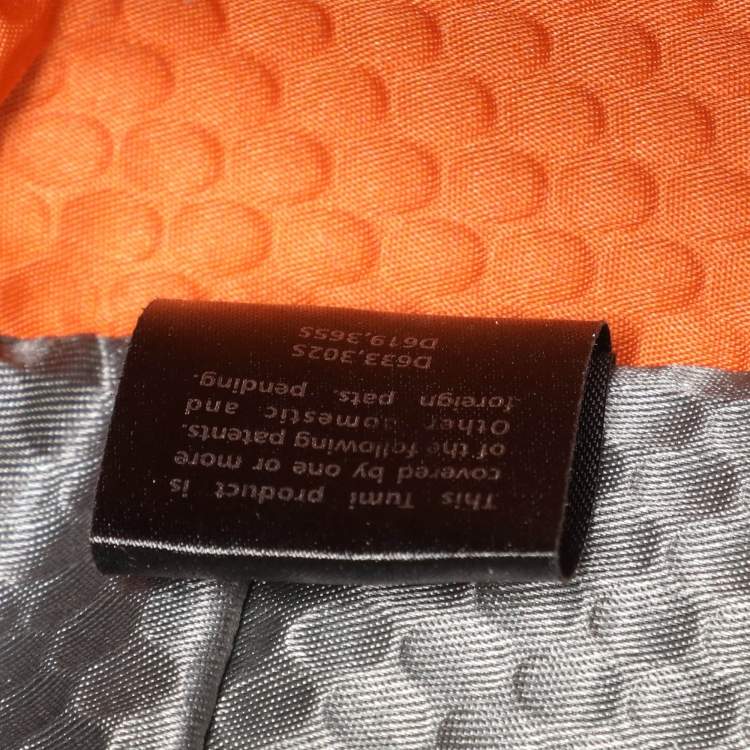 This Tumi product is
covered by one or more
of the following patents.
Other domestic and
foreign pats. pending.
D633,302S
D619,365S